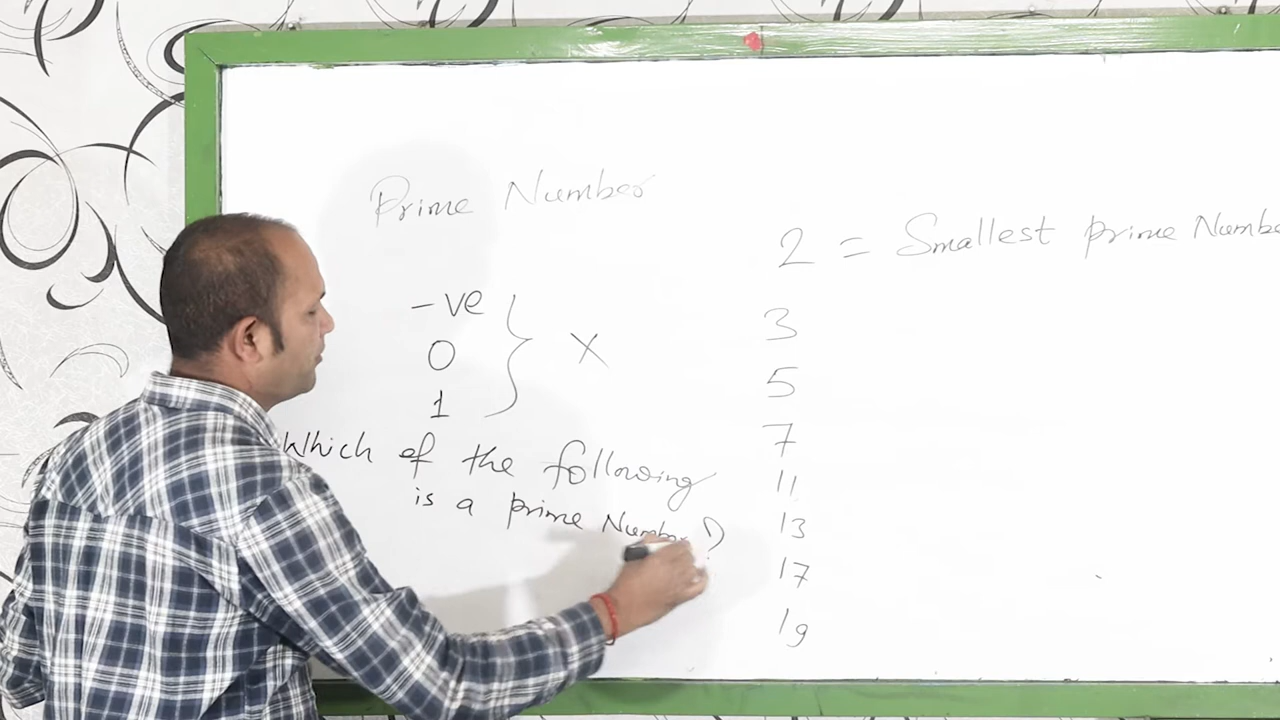 Prime Number
-ve
0
1
X
Which of the following
is a prime Number?
2 = Smallest prime Numbe
3
5
7
11
13
17
19